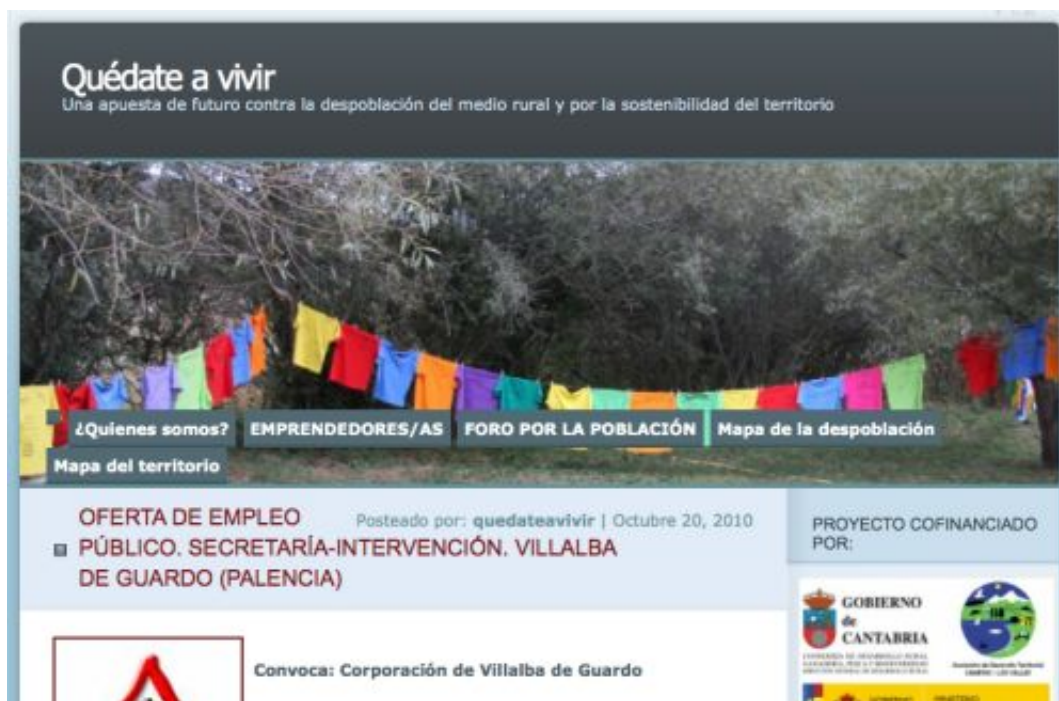 Quédate a vivir
Una apuesta de futuro contra la despoblación del medio rural y por la sostenibilidad del territorio
¿Quienes somos? EMPRENDEDORES/AS FORO POR LA POBLACIÓN Mapa de la despoblación
Mapa del territorio
OFERTA DE EMPLEO
PÚBLICO. SECRETARÍA-INTERVENCIÓN. VILLALBA
DE GUARDO (PALENCIA)
Posteado por: quedateavivir | Octubre 20, 2010
Convoca: Corporación de Villalba de Guardo
PROYECTO COFINANCIADO
POR:
GOBIERNO
de
CANTABRIA